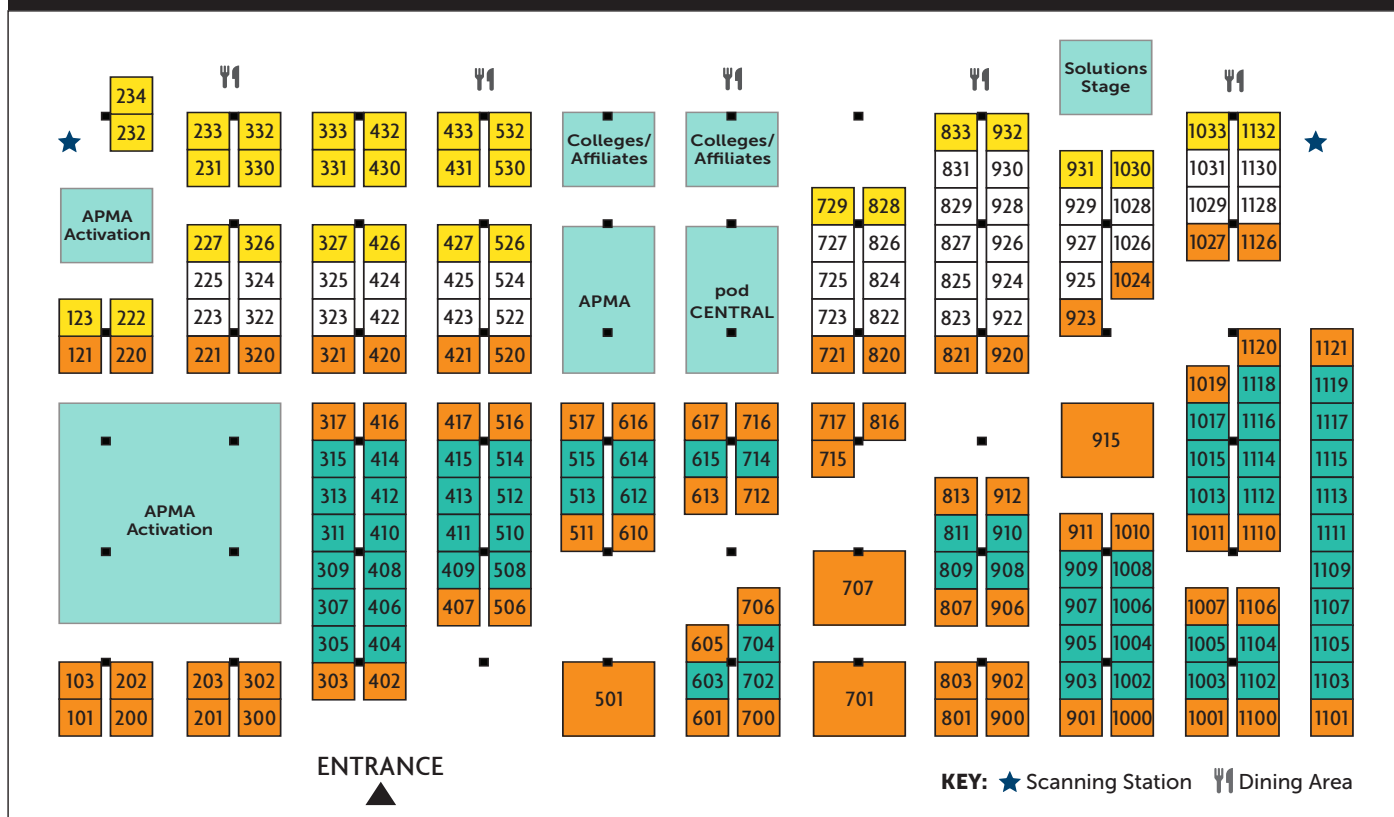 Solutions
Stage
234
232
233 332 333 432 433 532 Colleges/ Affiliates Colleges/ Affiliates 833 932 1033 1132
231 330 331 430 431 530 831 930 931 1030 1031 1130
APMA
Activation
729 828 829 928 929 1028 1029 1128
227 326 327 426 427 526 727 826 827 926 927 1026 1027 1126
225 324 325 424 425 524 APMA pod CENTRAL 725 824 825 924 925 1024
123 222 223 322 323 422 423 522 723 822 823 922 923
121 220 221 320 321 420 421 520 721 820 821 920 1120 1121
1019 1118 1119
317 416 417 516 517 616 617 716 717 816 915 1017 1116 1117
315 414 415 514 515 614 615 714 715 1015 1114 1115
313 412 413 512 513 612 613 712 813 912 1013 1112 1113
APMA
Activation
311 410 411 510 511 610 811 910 911 1010 1011 1110 1111
309 408 409 508 707 809 908 909 1008 1109
307 406 407 506 706 807 906 907 1006 1007 1106 1107
305 404 605 704 905 1004 1005 1104 1105
103 202 203 302 303 402 501 603 702 701 803 902 903 1002 1003 1102 1103
101 200 201 300 601 700 801 900 901 1000 1001 1100 1101
ENTRANCE
KEY: Scanning Station Dining Area